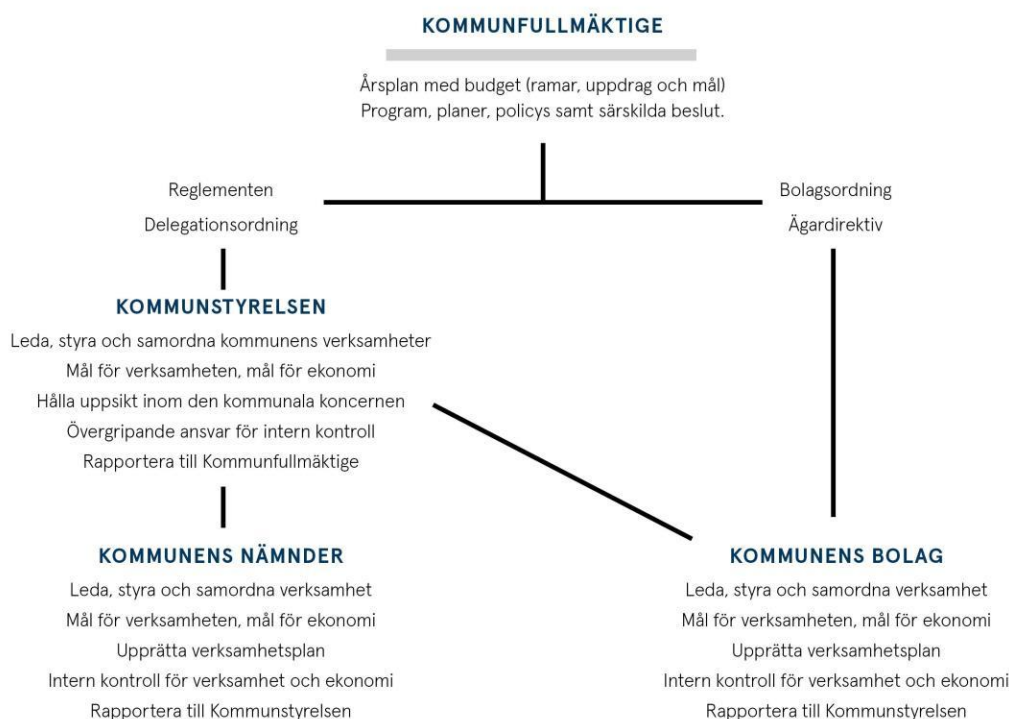 KOMMUNFULLMÄKTIGE
Årsplan med budget (ramar, uppdrag och mål)
Program, planer, policys samt särskilda beslut.
Reglementen
Delegationsordning
Bolagsordning
Ägardirektiv
KOMMUNSTYRELSEN
Leda, styra och samordna kommunens verksamheter
Mål för verksamheten, mål för ekonomi
Hålla uppsikt inom den kommunala koncernen
Övergripande ansvar för intern kontroll
Rapportera till Kommunfullmäktige
KOMMUNENS NÄMNDER
Leda, styra och samordna verksamhet
Mål för verksamheten, mål för ekonomi
Upprätta verksamhetsplan
Intern kontroll för verksamhet och ekonomi
Rapportera till Kommunstyrelsen
KOMMUNENS BOLAG
Leda, styra och samordna verksamhet
Mål för verksamheten, mål för ekonomi
Upprätta verksamhetsplan
Intern kontroll för verksamhet och ekonomi
Rapportera till Kommunstyrelsen